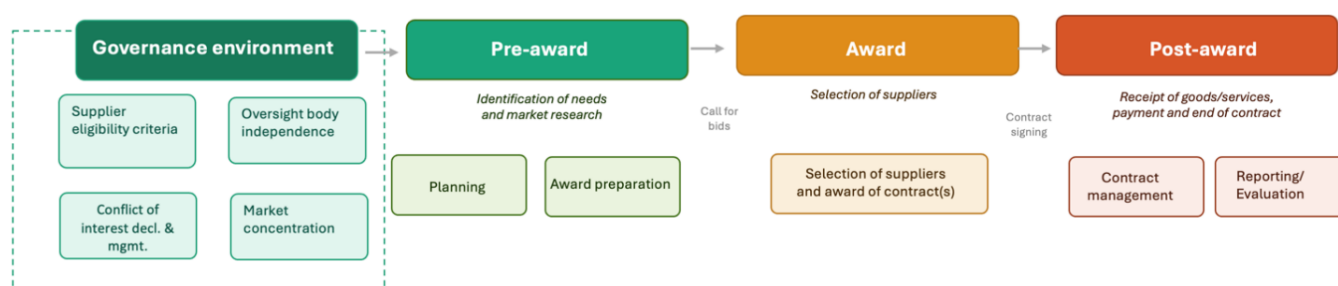 Governance environment
Supplier
eligibility criteria
Oversight body
independence
Conflict of
interest decl. &
mgmt.
Market
concentration
Pre-award
Identification of needs
and market research
Planning
Award preparation
Call for
bids
Award
Selection of suppliers
Selection of suppliers
and award of contract(s)
Contract
signing
Post-award
Receipt of goods/services,
payment and end of contract
Contract
management
Reporting/
Evaluation